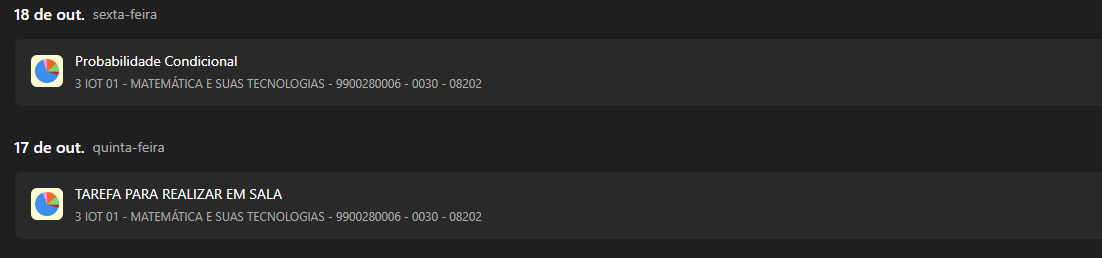 18 de out. sexta-feira
Probabilidade Condicional
3 IOT 01 - MATEMÁTICA E SUAS TECNOLOGIAS - 9900280006 - 0030 - 08202
17 de out. quinta-feira
TAREFA PARA REALIZAR EM SALA
3 IOT 01 - MATEMÁTICA E SUAS TECNOLOGIAS - 9900280006 - 0030 - 08202